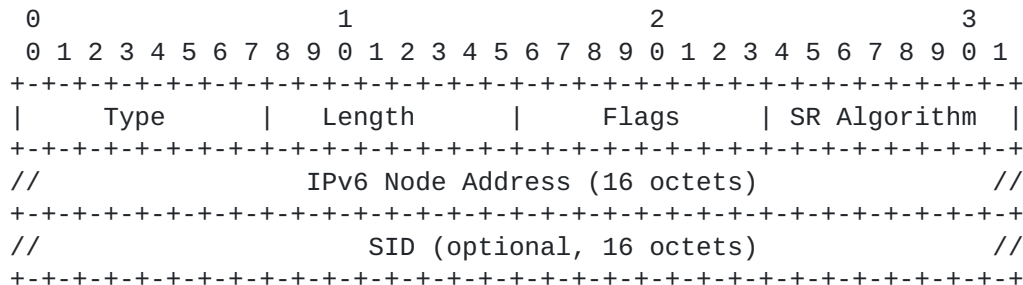 0                   1                   2                   3
 0 1 2 3 4 5 6 7 8 9 0 1 2 3 4 5 6 7 8 9 0 1 2 3 4 5 6 7 8 9 0 1
+-+-+-+-+-+-+-+-+-+-+-+-+-+-+-+-+-+-+-+-+-+-+-+-+-+-+-+-+-+-+-+-+
|     Type      |   Length      |     Flags     | SR Algorithm  |
+-+-+-+-+-+-+-+-+-+-+-+-+-+-+-+-+-+-+-+-+-+-+-+-+-+-+-+-+-+-+-+-+
//                 IPv6 Node Address (16 octets)               //
+-+-+-+-+-+-+-+-+-+-+-+-+-+-+-+-+-+-+-+-+-+-+-+-+-+-+-+-+-+-+-+-+
//                     SID (optional, 16 octets)               //
+-+-+-+-+-+-+-+-+-+-+-+-+-+-+-+-+-+-+-+-+-+-+-+-+-+-+-+-+-+-+-+-+